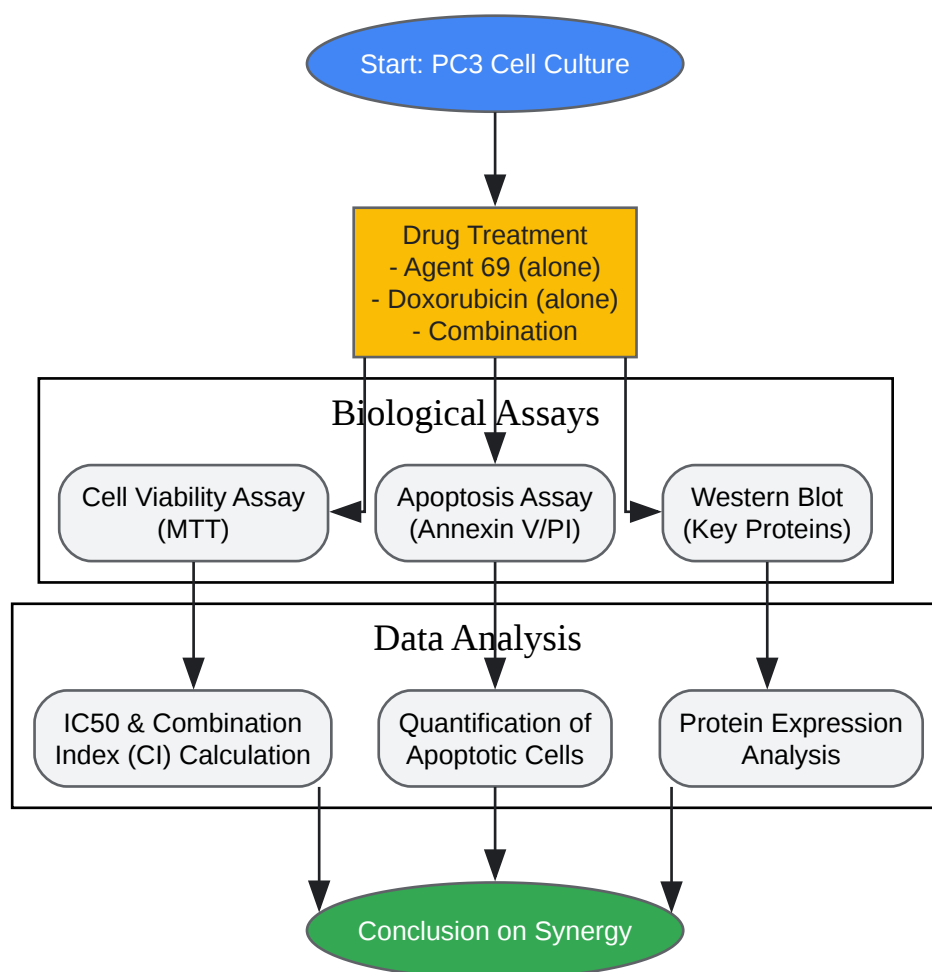 Start: PC3 Cell Culture
Drug Treatment
- Agent 69 (alone)
- Doxorubicin (alone)
- Combination
Biological Assays
Cell Viability Assay
(MTT)
Apoptosis Assay
(Annexin V/PI)
Western Blot
(Key Proteins)
Data Analysis
IC50 & Combination
Index (CI) Calculation
Quantification of
Apoptotic Cells
Protein Expression
Analysis
Conclusion on Synergy